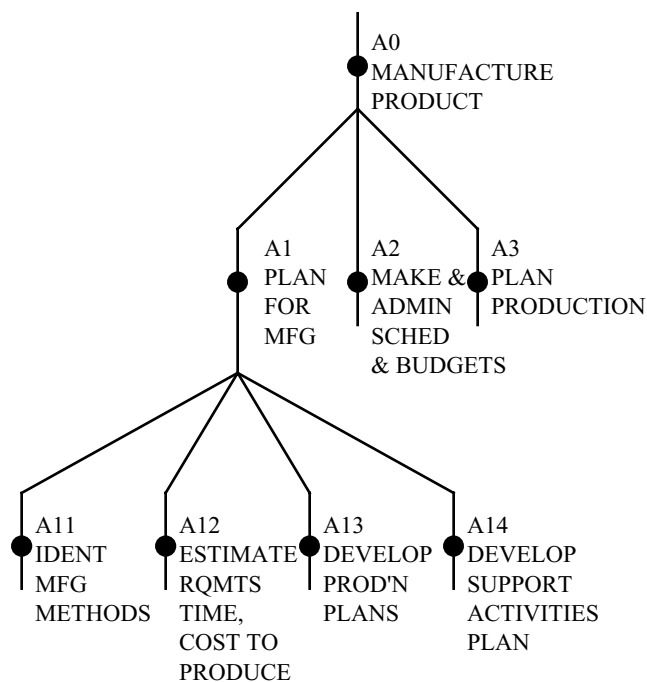 A0
MANUFACTURE
PRODUCT
A1
PLAN
FOR
MFG
A2
MAKE &
ADMIN
SCHED
& BUDGETS
A3
PLAN
PRODUCTION
A11
IDENT
MFG
METHODS
A12
ESTIMATE
RQMTS
TIME,
COST TO
PRODUCE
A13
DEVELOP
PROD'N
PLANS
A14
DEVELOP
SUPPORT
ACTIVITIES
PLAN